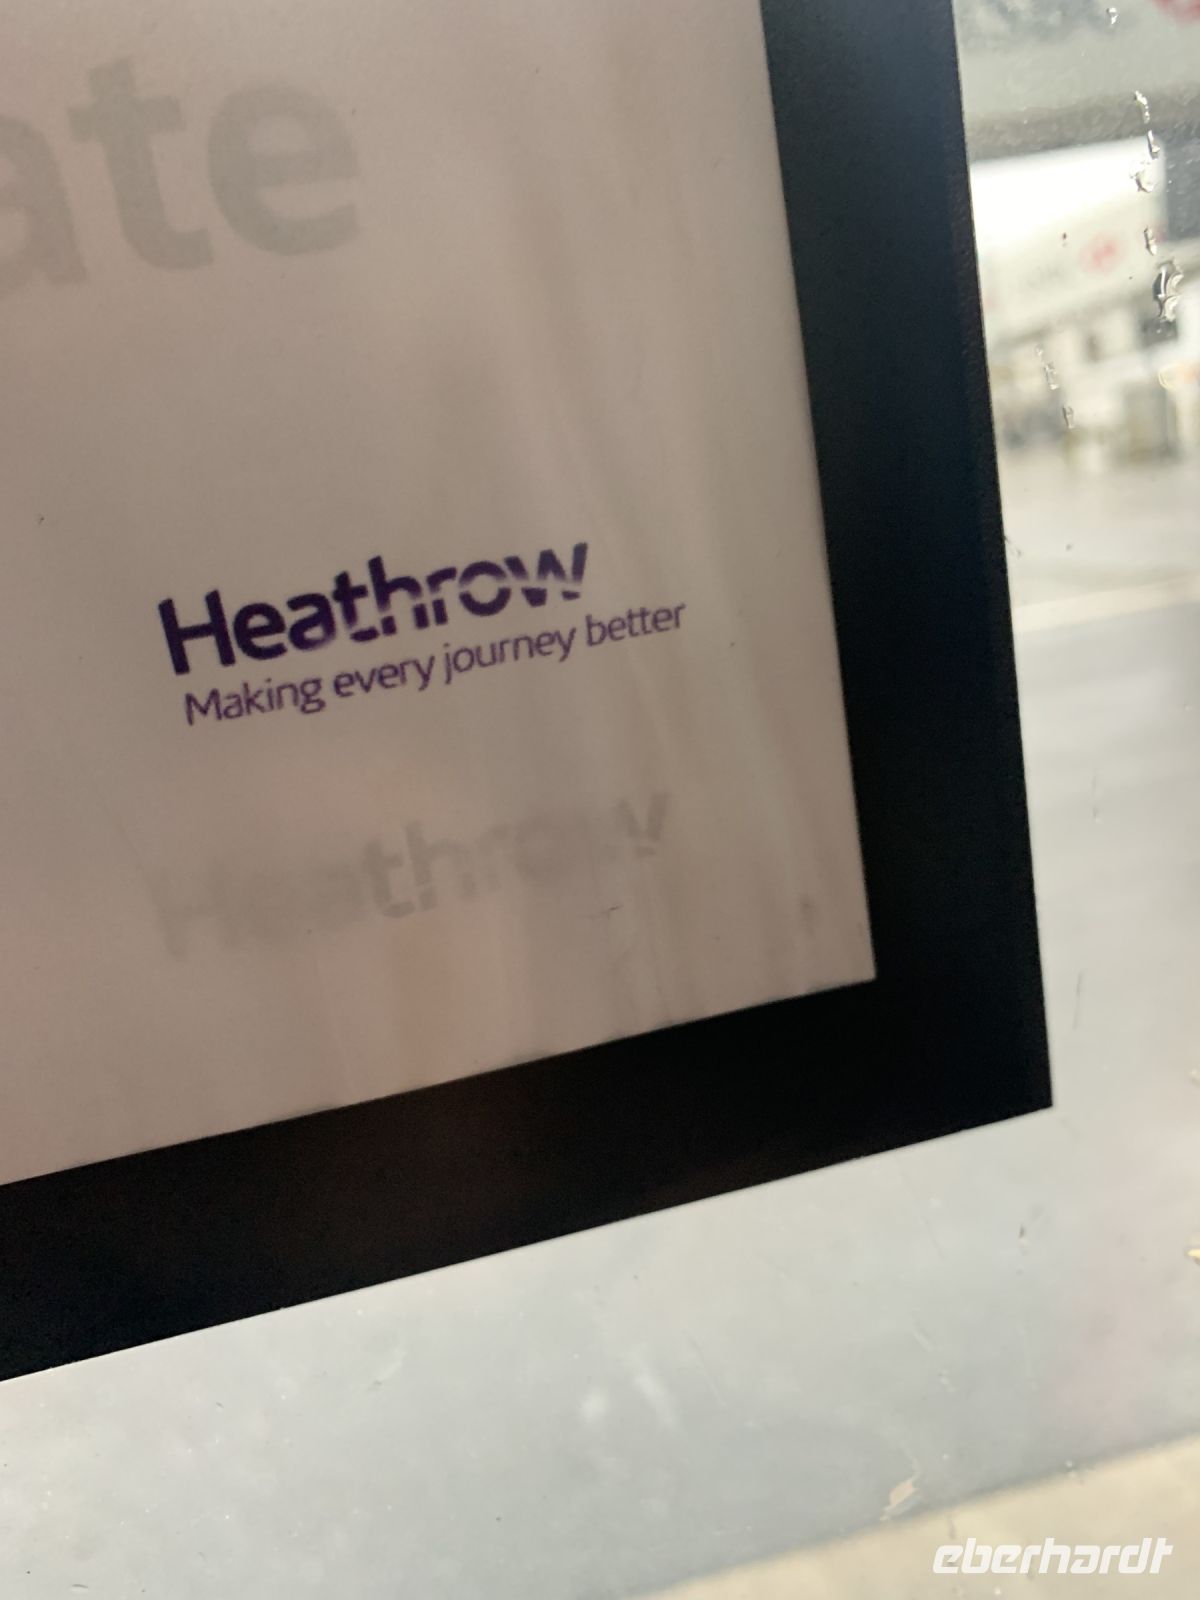 ate
Heathrow
Making every journey better
Heathrow
eberhardt